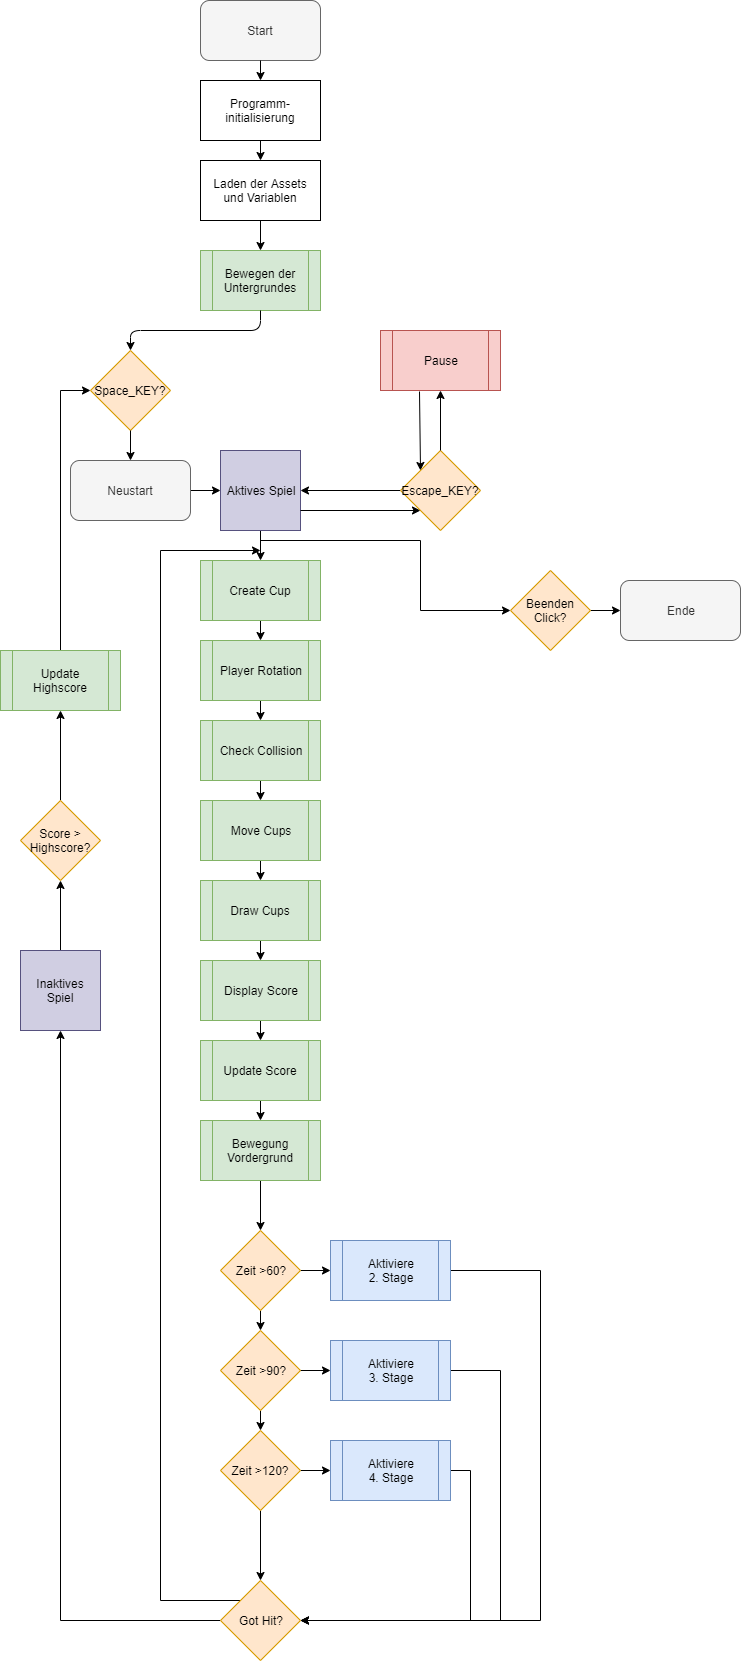 Start
Programm-
initialisierung
Laden der Assets
und Variablen
Bewegen der
Untergrundes
Space_KEY?
Pause
Neustart
Aktives Spiel
Escape_KEY?
Create Cup
Beenden
Click?
Ende
Player Rotation
Update
Highscore
Check Collision
Move Cups
Score >
Highscore?
Draw Cups
Inaktives
Spiel
Display Score
Update Score
Bewegung
Vordergrund
Zeit >60?
Aktiviere
2. Stage
Zeit >90?
Aktiviere
3. Stage
Zeit >120?
Aktiviere
4. Stage
Got Hit?